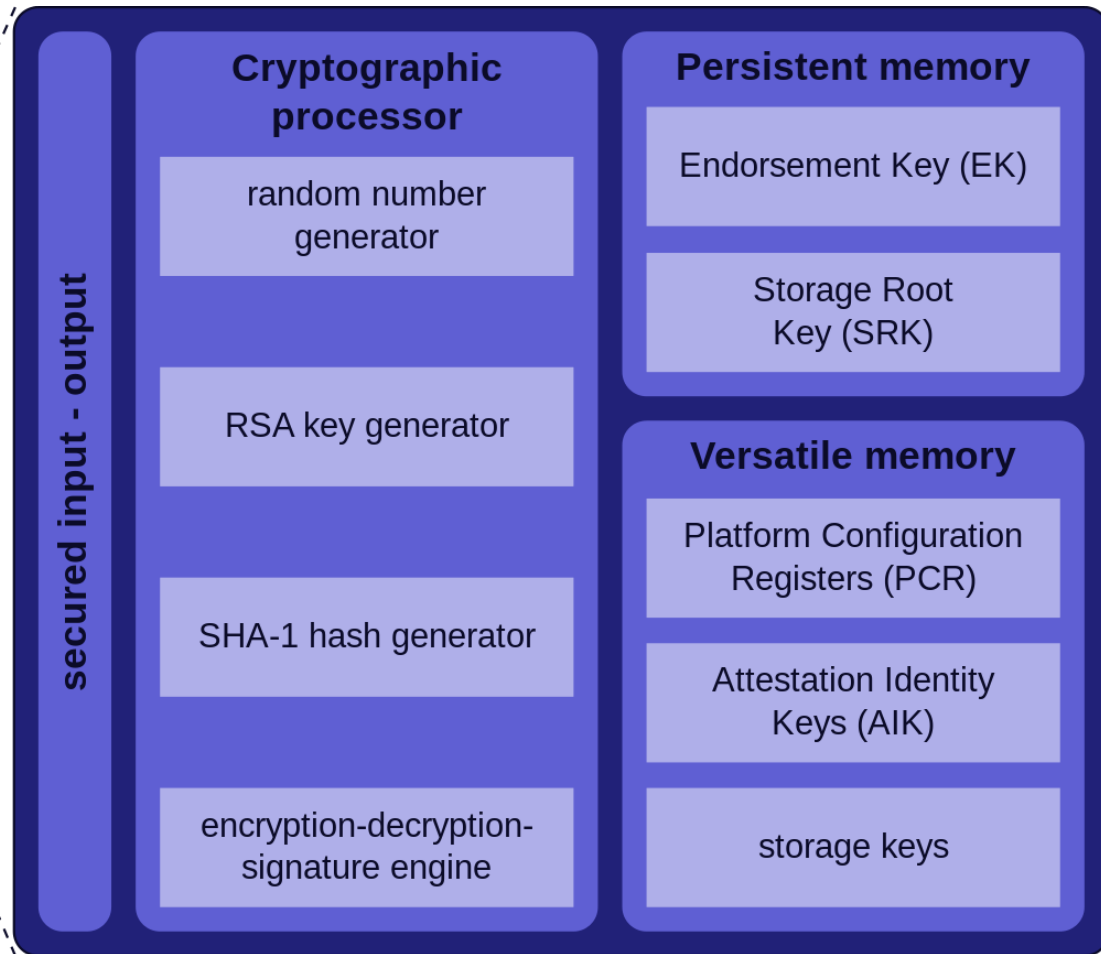 secured input - output
Cryptographic
processor
random number
generator
RSA key generator
SHA-1 hash generator
encryption-decryption-
signature engine
Persistent memory
Endorsement Key (EK)
Storage Root
Key (SRK)
Versatile memory
Platform Configuration
Registers (PCR)
Attestation Identity
Keys (AIK)
storage keys